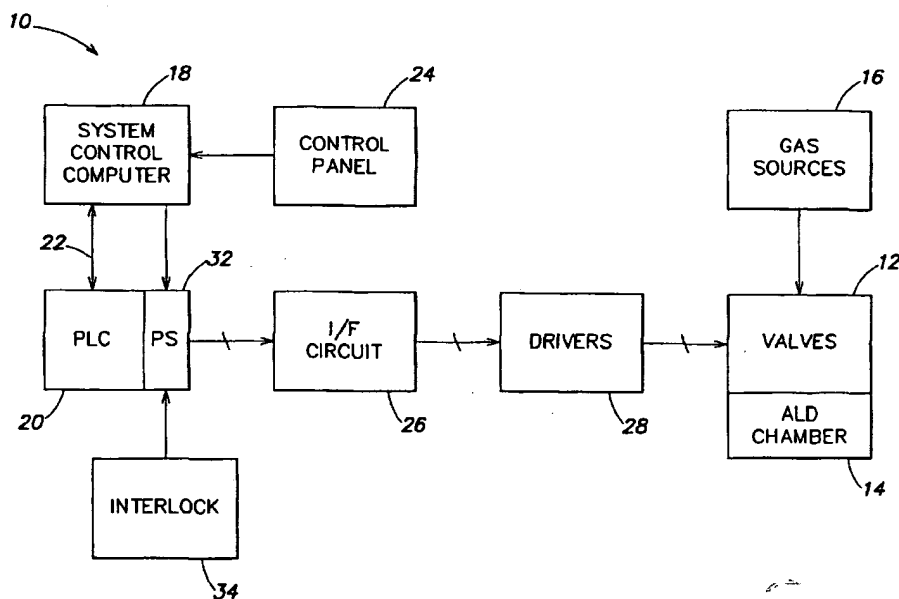 10
18
SYSTEM
CONTROL
COMPUTER
24
CONTROL
PANEL
16
GAS
SOURCES
22
32
12
PLC
PS
I/F
CIRCUIT
DRIVERS
VALVES
20
26
28
ALD
CHAMBER
14
INTERLOCK
34